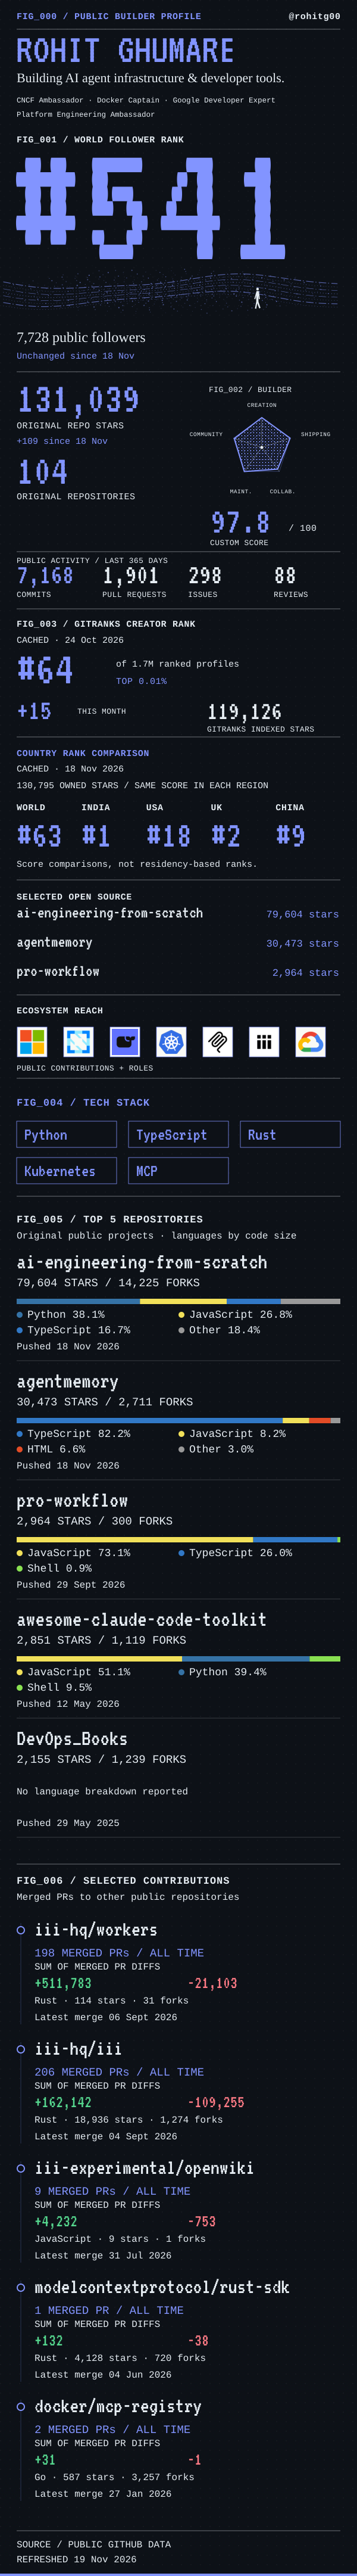 FIG_000 / PUBLIC BUILDER PROFILE @rohitg00
ROHIT GHUMARE
Building AI agent infrastructure & developer tools.
CNCF Ambassador · Docker Captain · Google Developer Expert
Platform Engineering Ambassador
FIG_001 / WORLD FOLLOWER RANK
#541
7,728 public followers
Unchanged since 18 Nov
131,039
ORIGINAL REPO STARS
+109 since 18 Nov
104
ORIGINAL REPOSITORIES
FIG_002 / BUILDER
CREATION
COMMUNITY
SHIPPING
MAINT.
COLLAB.
97.8 / 100
CUSTOM SCORE
PUBLIC ACTIVITY / LAST 365 DAYS
7,168 1,901 298 88
COMMITS PULL REQUESTS ISSUES REVIEWS
FIG_003 / GITRANKS CREATOR RANK
CACHED · 24 Oct 2026
#64
of 1.7M ranked profiles
TOP 0.01%
+15 THIS MONTH
119,126
GITRANKS INDEXED STARS
COUNTRY RANK COMPARISON
CACHED · 18 Nov 2026
130,795 OWNED STARS / SAME SCORE IN EACH REGION
WORLD INDIA USA UK CHINA
#63 #1 #18 #2 #9
Score comparisons, not residency-based ranks.
SELECTED OPEN SOURCE
ai-engineering-from-scratch 79,604 stars
agentmemory 30,473 stars
pro-workflow 2,964 stars
ECOSYSTEM REACH
iii
PUBLIC CONTRIBUTIONS + ROLES
FIG_004 / TECH STACK
Python TypeScript Rust
Kubernetes MCP
FIG_005 / TOP 5 REPOSITORIES
Original public projects · languages by code size
ai-engineering-from-scratch
79,604 STARS / 14,225 FORKS
Python 38.1% JavaScript 26.8%
TypeScript 16.7% Other 18.4%
Pushed 18 Nov 2026
agentmemory
30,473 STARS / 2,711 FORKS
TypeScript 82.2% JavaScript 8.2%
HTML 6.6% Other 3.0%
Pushed 18 Nov 2026
pro-workflow
2,964 STARS / 300 FORKS
JavaScript 73.1% TypeScript 26.0%
Shell 0.9%
Pushed 29 Sept 2026
awesome-claude-code-toolkit
2,851 STARS / 1,119 FORKS
JavaScript 51.1% Python 39.4%
Shell 9.5%
Pushed 12 May 2026
DevOps_Books
2,155 STARS / 1,239 FORKS
No language breakdown reported
Pushed 29 May 2025
FIG_006 / SELECTED CONTRIBUTIONS
Merged PRs to other public repositories
iii-hq/workers
198 MERGED PRs / ALL TIME
SUM OF MERGED PR DIFFS
+511,783 -21,103
Rust · 114 stars · 31 forks
Latest merge 06 Sept 2026
iii-hq/iii
206 MERGED PRs / ALL TIME
SUM OF MERGED PR DIFFS
+162,142 -109,255
Rust · 18,936 stars · 1,274 forks
Latest merge 04 Sept 2026
iii-experimental/openwiki
9 MERGED PRs / ALL TIME
SUM OF MERGED PR DIFFS
+4,232 -753
JavaScript · 9 stars · 1 forks
Latest merge 31 Jul 2026
modelcontextprotocol/rust-sdk
1 MERGED PR / ALL TIME
SUM OF MERGED PR DIFFS
+132 -38
Rust · 4,128 stars · 720 forks
Latest merge 04 Jun 2026
docker/mcp-registry
2 MERGED PRs / ALL TIME
SUM OF MERGED PR DIFFS
+31 -1
Go · 587 stars · 3,257 forks
Latest merge 27 Jan 2026
SOURCE / PUBLIC GITHUB DATA
REFRESHED 19 Nov 2026